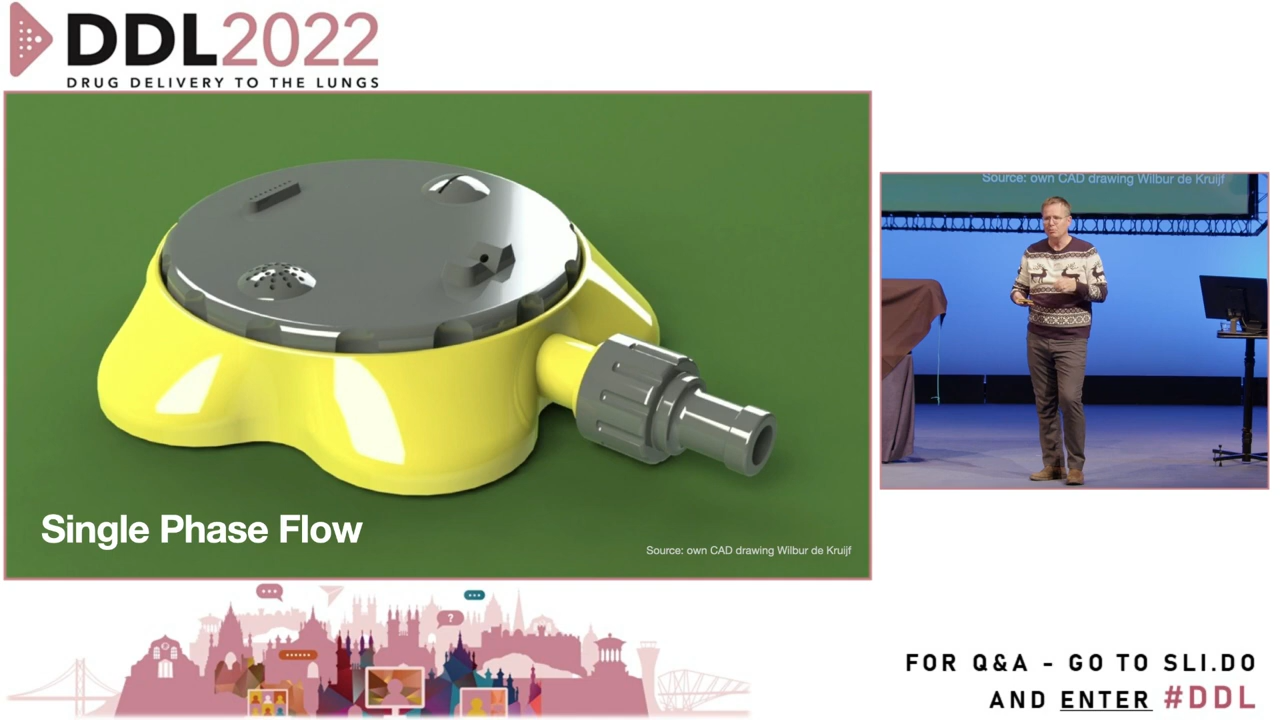 DDL2022
DRUG DELIVERY TO THE LUNGS
Source: own CAD drawing Wilbur de Kruijf
Single Phase Flow
Source: own CAD drawing Wilbur de Kruijf
?
FOR Q&A - GO TO SLI.DO
AND ENTER #DDL